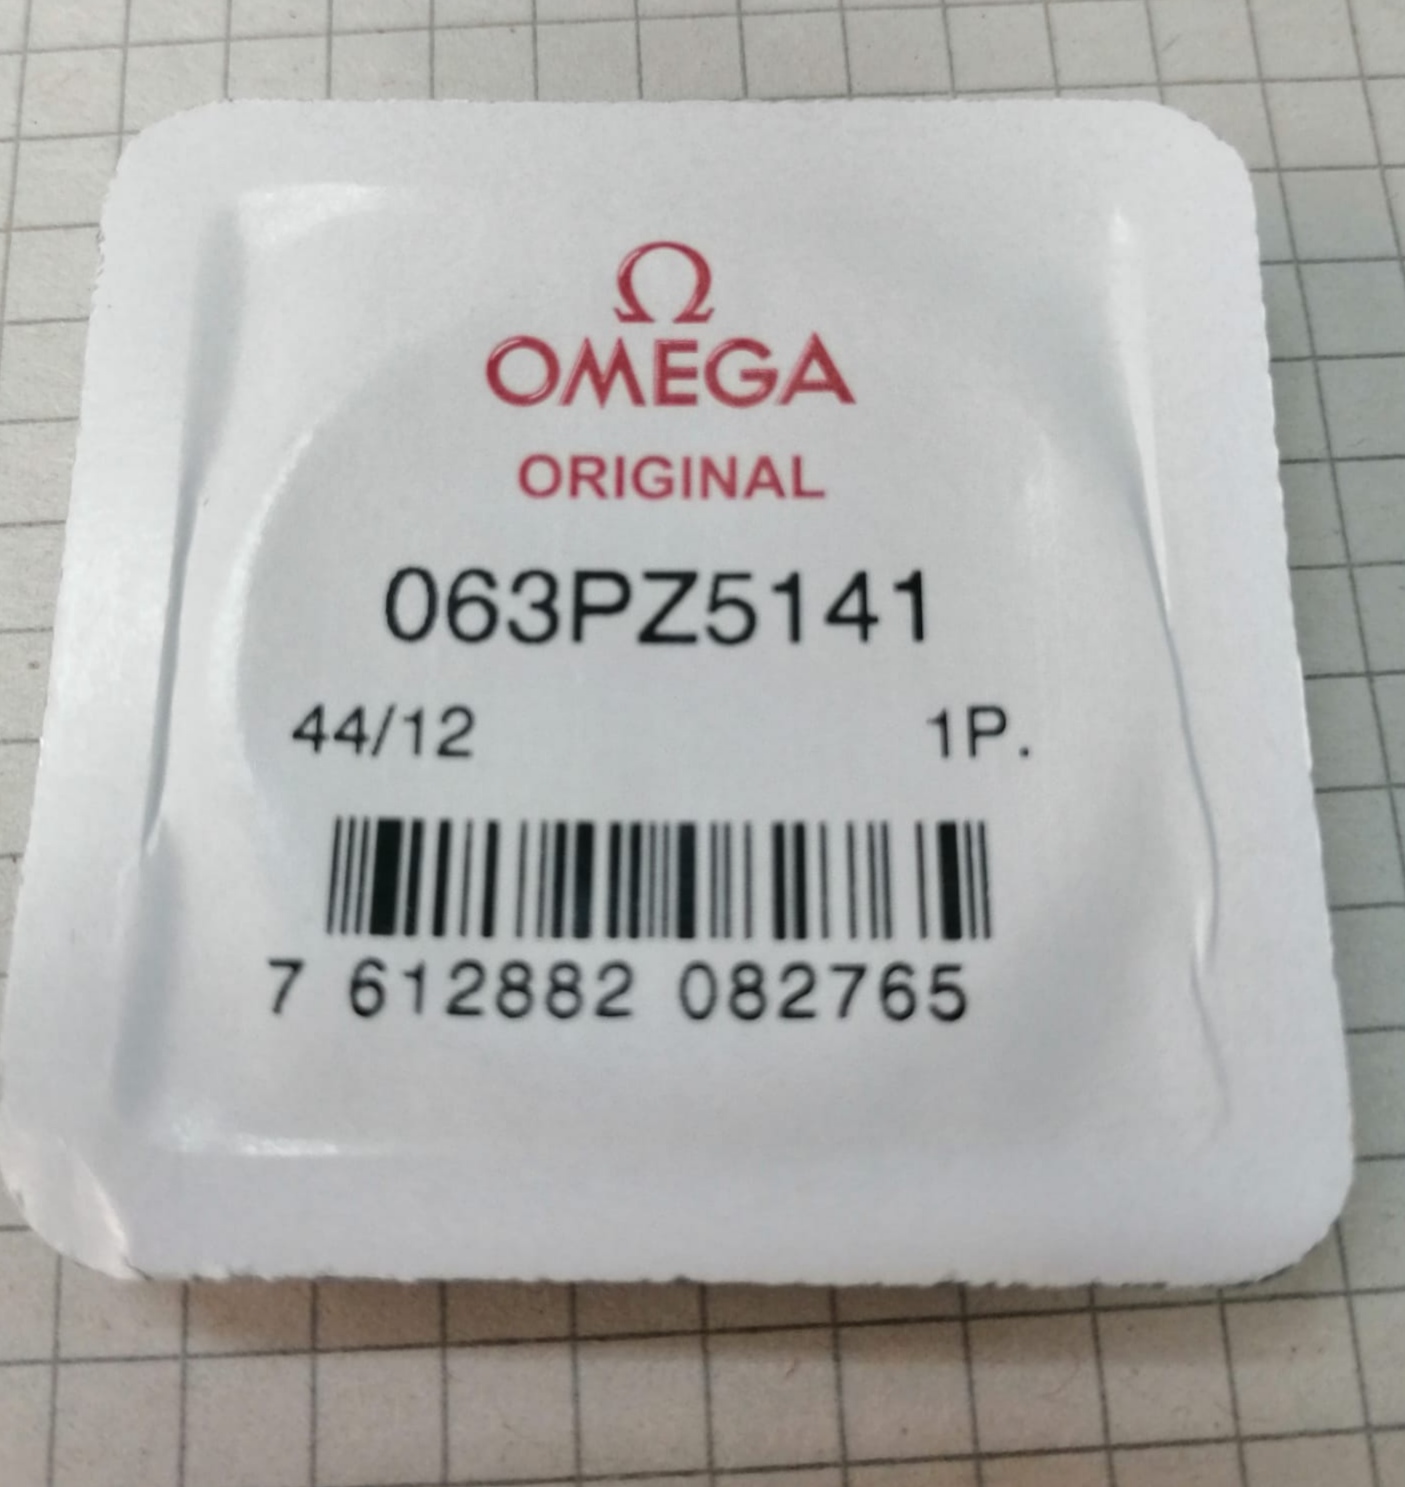 Ω
OMEGA
ORIGINAL
063PZ5141
44/12 1P.
7 612882 082765